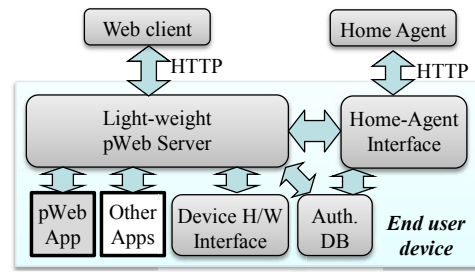 Web client
Home Agent
HTTP
HTTP
Light-weight
pWeb Server
Home-Agent
Interface
pWeb
App
Other
Apps
Device H/W
Interface
Auth.
DB
End user
device